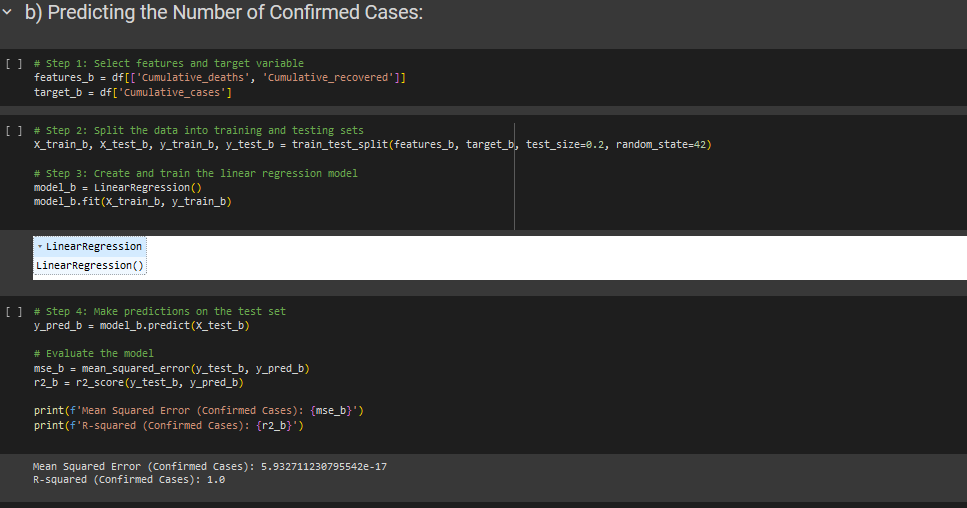 b) Predicting the Number of Confirmed Cases:
[ ] # Step 1: Select features and target variable
features_b = df[['Cumulative_deaths', 'Cumulative_recovered']]
target_b = df['Cumulative_cases']
[ ] # Step 2: Split the data into training and testing sets
X_train_b, X_test_b, y_train_b, y_test_b = train_test_split(features_b, target_b, test_size=0.2, random_state=42)
# Step 3: Create and train the linear regression model
model_b = LinearRegression()
model_b.fit(X_train_b, y_train_b)
LinearRegression
LinearRegression()
[ ] # Step 4: Make predictions on the test set
y_pred_b = model_b.predict(X_test_b)
# Evaluate the model
mse_b = mean_squared_error(y_test_b, y_pred_b)
r2_b = r2_score(y_test_b, y_pred_b)
print(f'Mean Squared Error (Confirmed Cases): {mse_b}')
print(f'R-squared (Confirmed Cases): {r2_b}')
Mean Squared Error (Confirmed Cases): 5.932711230795542e-17
R-squared (Confirmed Cases): 1.0